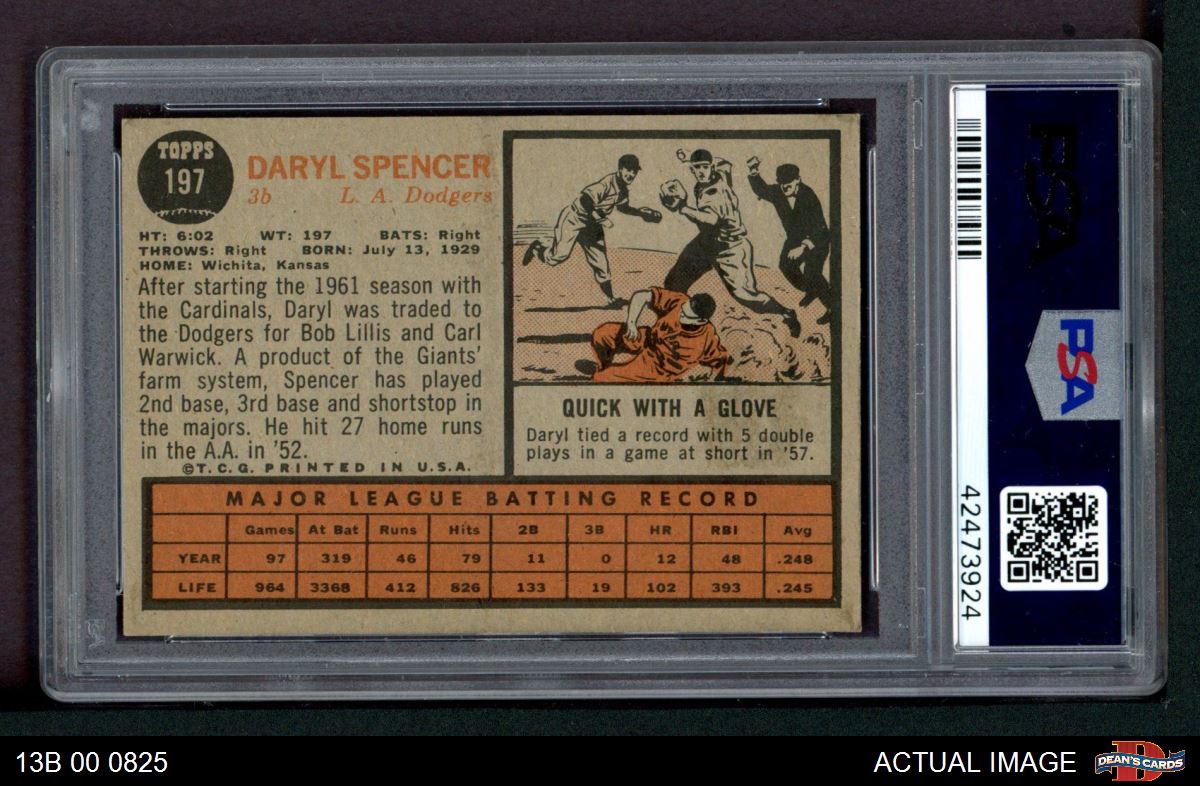 TOPPS
197
DARYL SPENCER
3b L. A. Dodgers
HT: 6:02 WT: 197 BATS: Right
THROWS: Right BORN: July 13, 1929
HOME: Wichita, Kansas
After starting the 1961 season with
the Cardinals, Daryl was traded to
the Dodgers for Bob Lillis and Carl
Warwick. A product of the Giants'
farm system, Spencer has played
2nd base, 3rd base and shortstop in
the majors. He hit 27 home runs
in the A.A. in '52.
©T.C.G. PRINTED IN U.S.A.
6
QUICK WITH A GLOVE
Daryl tied a record with 5 double
plays in a game at short in '57.
MAJOR LEAGUE BATTING RECORD
Games At Bat Runs Hits 2B 3B HR RBI Avg
YEAR 97 319 46 79 11 0 12 48 .248
LIFE 964 3368 412 826 133 19 102 393 .245
PSA
PSA
42473924
13B 00 0825
ACTUAL IMAGE
D
DEAN'S CARDS